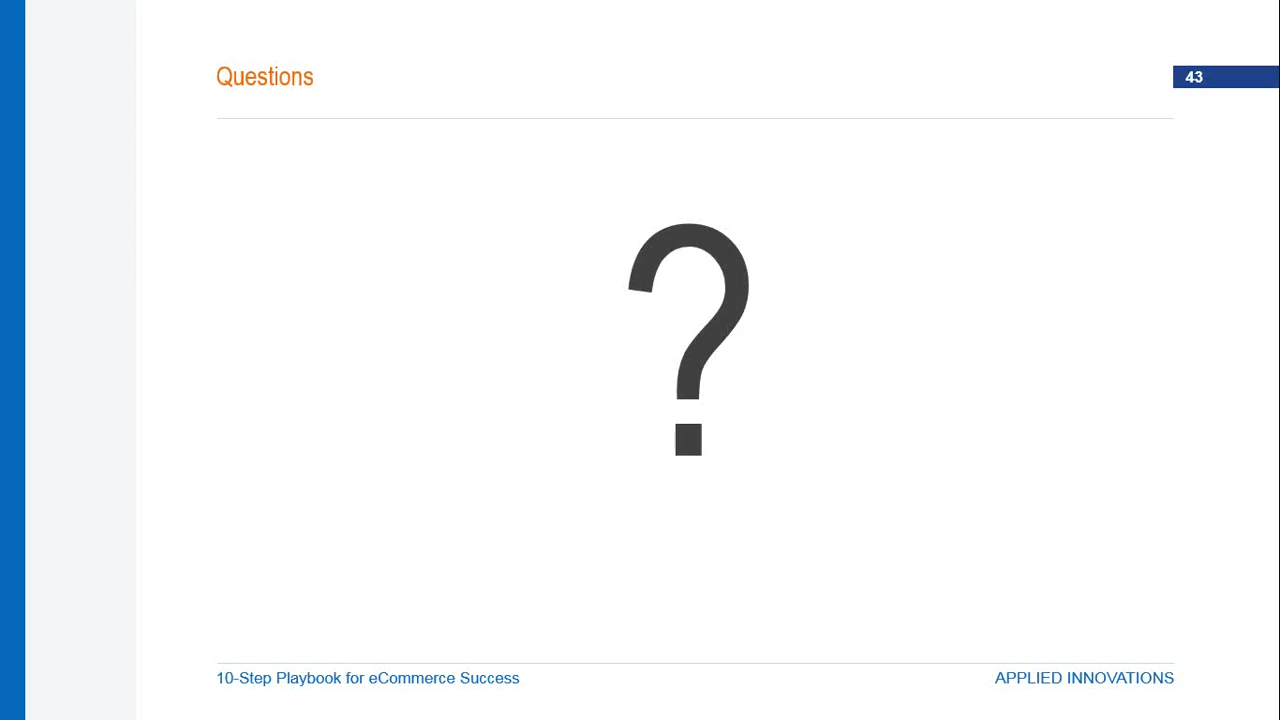 Questions
43
?
10-Step Playbook for eCommerce Success
APPLIED INNOVATIONS